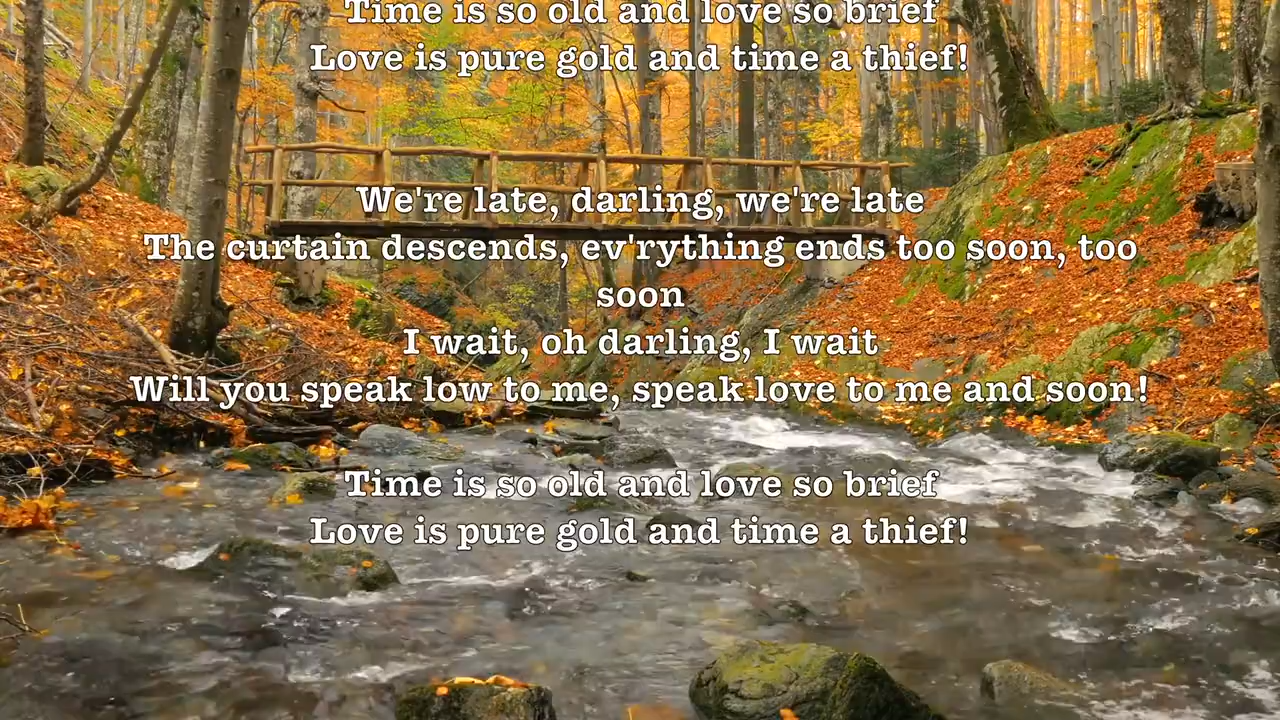 Time is so old and love so brief
Love is pure gold and time a thief!
We're late, darling, we're late
The curtain descends, ev'rything ends too soon, too
soon
I wait, oh darling, I wait
Will you speak low to me, speak love to me and soon!
Time is so old and love so brief
Love is pure gold and time a thief!